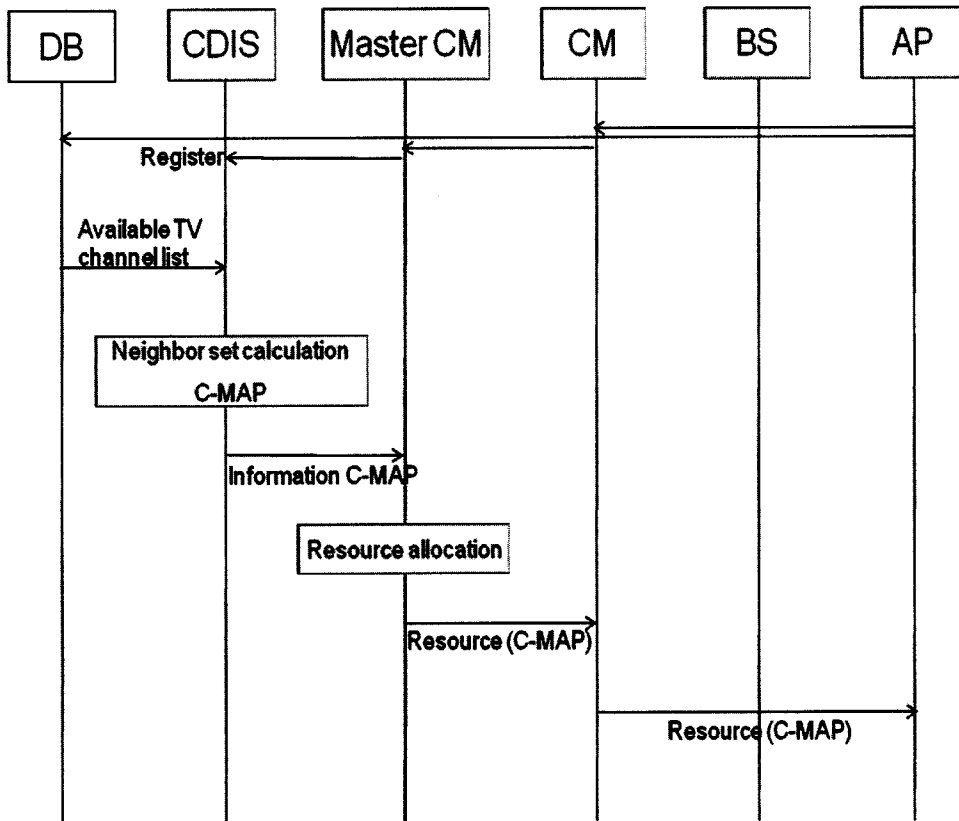 DB
CDIS
Master CM
CM
BS
AP
Register
Available TV
channel list
Neighbor set calculation
C-MAP
Information C-MAP
Resource allocation
Resource (C-MAP)
Resource (C-MAP)